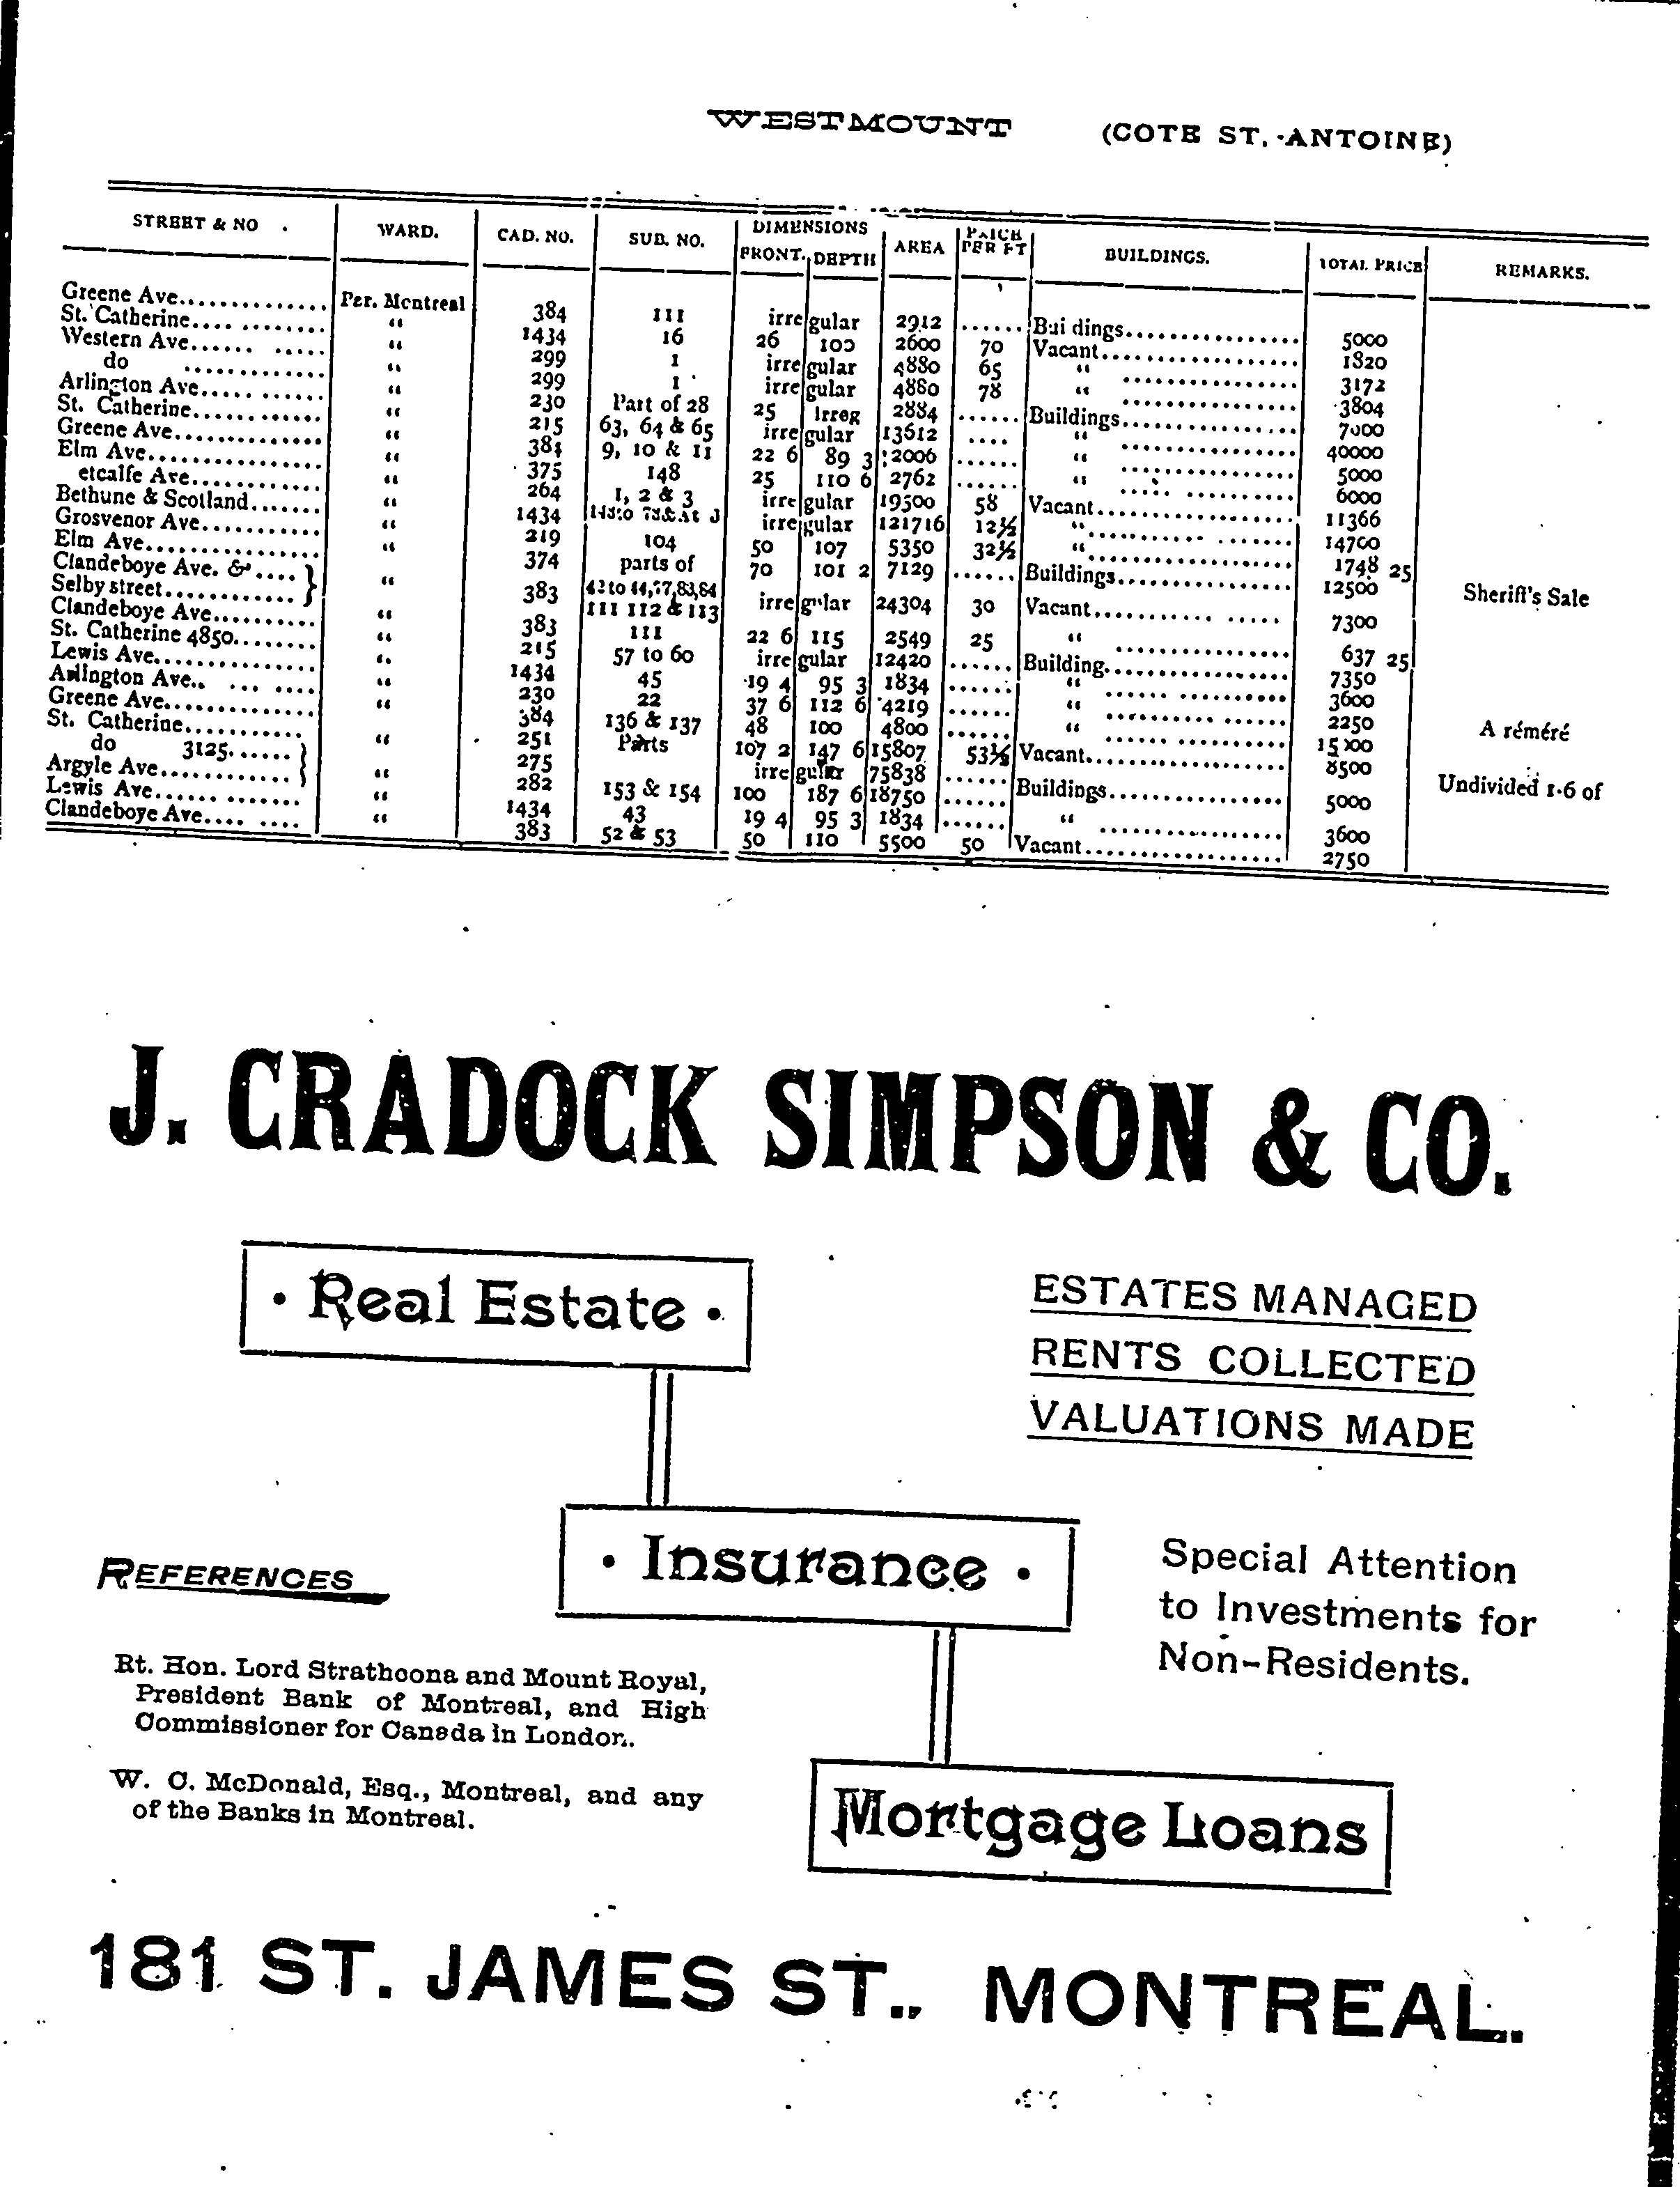 WESTMOUNT (COTE ST. ANTOINE)
STREET & NO. WARD. CAD. NO. SUB. NO. DIMENSIONS FRONT. DEPTH AREA PRICE PER FT BUILDINGS. TOTAL PRICE REMARKS.
Greene Ave.............. Par. Montreal 384 111 irregular 2912 ...... Bui dings................ 5000
St. Catherine.... ......... “ 1434 16 26 100 2600 70 Vacant.................. 1820
Western Ave...... ..... “ 299 1 irregular 4880 65 “ ................ 3172
do ............. “ 299 1 irregular 4880 78 “ ................ 3804
Arlington Ave... ....... “ 230 Part of 28 25 Irreg 2884 ...... Buildings................ 7000
St. Catherine............ “ 215 63, 64 & 65 irregular 13612 .... “ ................ 40000
Greene Ave.............. “ 384 9, 10 & 11 22 6 89 3 2006 ...... “ ................ 5000
Elm Ave................ “ 375 148 25 110 6 2762 ...... “ ..... .......... 6000
etcalfe Ave............ “ 264 1, 2 & 3 irregular 19500 58 Vacant.................. 11366
Bethune & Scotland....... “ 1434 irregular 121716 12½ “ .......... ....... 14700
Grosvenor Ave........... “ 219 104 50 107 5350 32½ “ ................ 1748 25
Elm Ave................ 374 parts of 70 101 2 7129 ...... Buildings................ 12500 Sheriff's Sale
Clandeboye Ave. &.... } “ 383 42 to 44,57,83,84
Selby street............ } 111 112 & 113 irregular 24304 30 Vacant........... ..... 7300
Clandeboye Ave.......... “ 383 111 22 6 115 2549 25 “ ................ 637 25
St. Catherine 4850....... “ 215 57 to 60 irregular 12420 ...... Building................ 7350
Lewis Ave............... “ 1434 45 19 4 95 3 1834 ...... “ ...... ......... 3600
Arlington Ave.. ... .... “ 230 22 37 6 112 6 4219 ...... “ ................ 2250 A réméré
Greene Ave.............. “ 384 136 & 137 48 100 4800 ...... “ ................ 15000
St. Catherine........... “ 251 Parts 107 2 147 6 15807 53½ Vacant.................. 8500
do 3125...... } 275 irregular 75838 ...... Buildings................ 5000 Undivided 1-6 of
Argyle Ave............ } “ 282 153 & 154 100 187 6 18750 ......
Lewis Ave...... ....... “ 1434 43 19 4 95 3 1834 ...... “ ................ 3600
Clandeboye Ave.... .... “ 383 52 & 53 50 110 5500 50 Vacant.................. 2750
J. CRADOCK SIMPSON & CO.
• Real Estate •
ESTATES MANAGED
RENTS COLLECTED
VALUATIONS MADE
• Insurance •
REFERENCES
Special Attention
to Investments for
Non-Residents.
Rt. Hon. Lord Strathcona and Mount Royal,
President Bank of Montreal, and High
Commissioner for Canada in London.
W. C. McDonald, Esq., Montreal, and any
of the Banks in Montreal.
Mortgage Loans
181 ST. JAMES ST., MONTREAL.